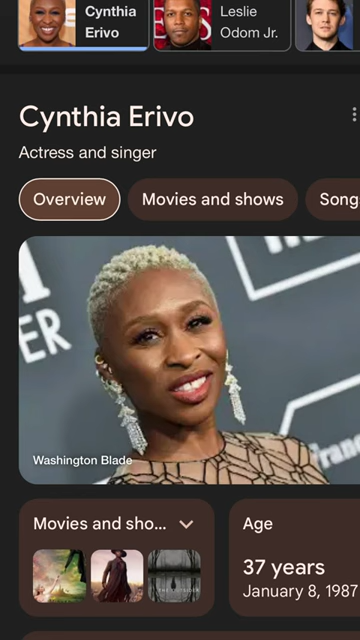 Cynthia
Erivo
Leslie
Odom Jr.
Cynthia Erivo
Actress and singer
Overview
Movies and shows
Song
ER
Washington Blade
Movies and sho...
Age
37 years
January 8, 1987